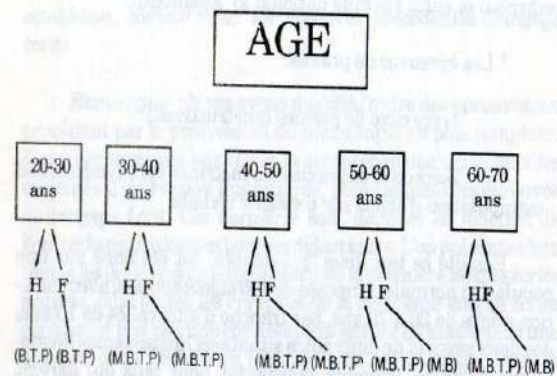 AGE
20-30 30-40 40-50 50-60 60-70
ans ans ans ans ans
H F H F HF H F HF
(B.T.P) (B.T.P) (M.B.T.P) (M.B.T.P) (M.B.T.P) (M.B.T.P) (M.B.T.P) (M.B) (M.B.T.P) (M.B)